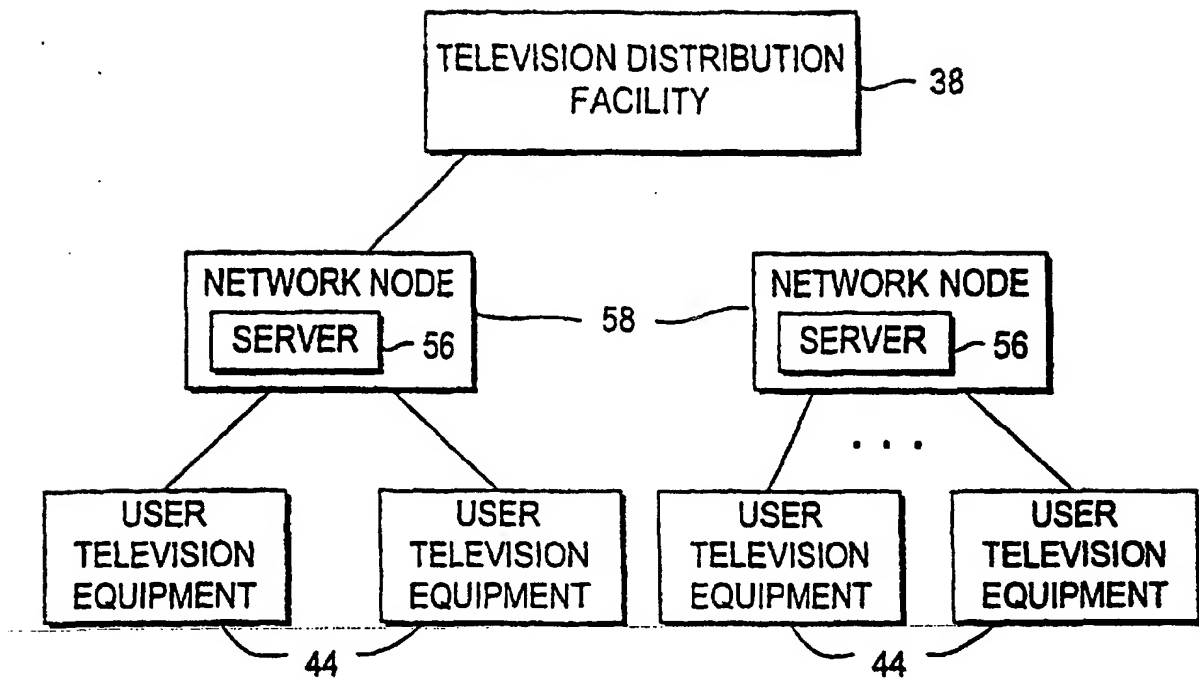 TELEVISION DISTRIBUTION
FACILITY
38
NETWORK NODE
SERVER
56
58
NETWORK NODE
SERVER
56
. . .
USER
TELEVISION
EQUIPMENT
USER
TELEVISION
EQUIPMENT
USER
TELEVISION
EQUIPMENT
USER
TELEVISION
EQUIPMENT
44
44